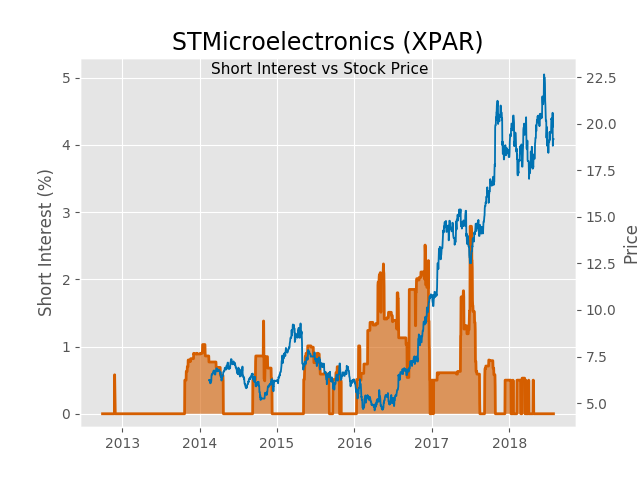 STMicroelectronics (XPAR)
Short Interest vs Stock Price
Short Interest (%)
5
4
3
2
1
0
22.5
20.0
17.5
15.0
12.5
10.0
7.5
5.0
Price
2013 2014 2015 2016 2017 2018